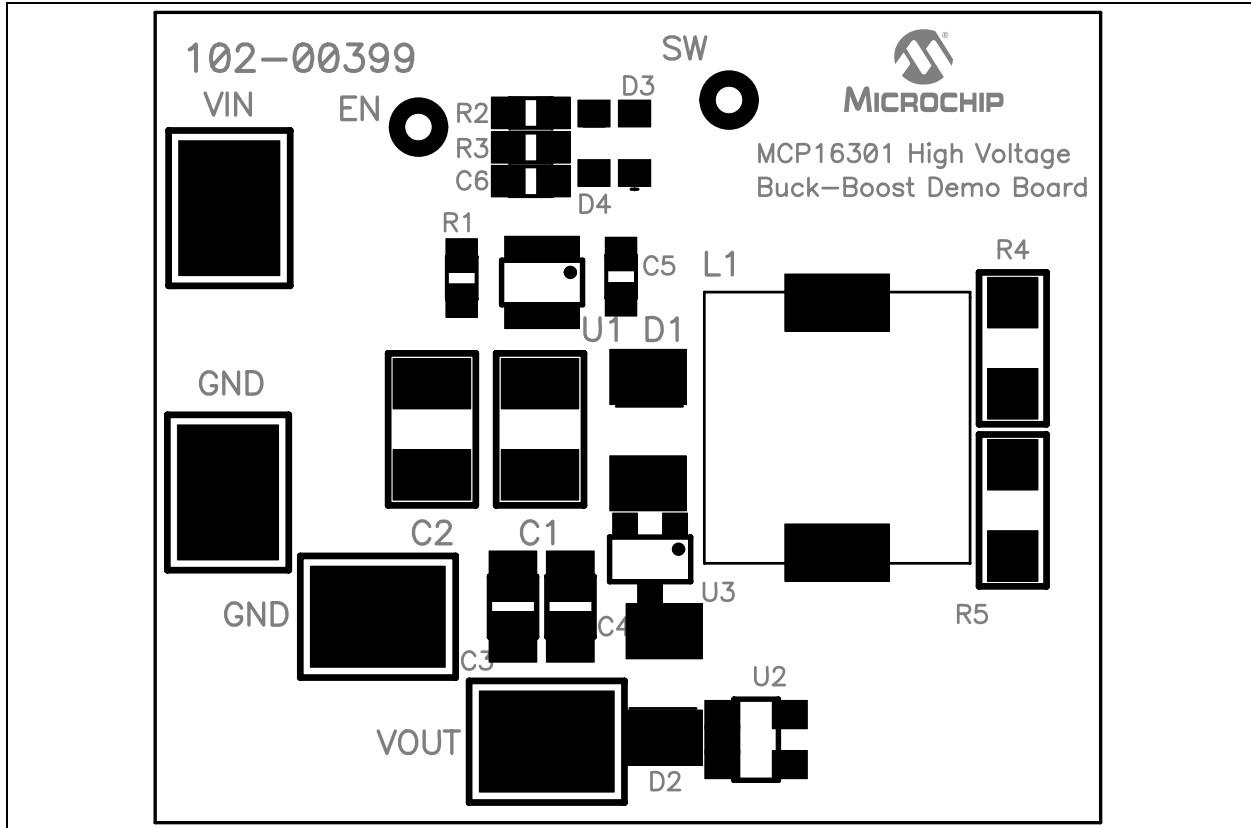 102-00399
SW
MICROCHIP
®
VIN
EN
R2
D3
R3
MCP16301 High Voltage
Buck-Boost Demo Board
C6
D4
R1
C5
L1
R4
U1
D1
GND
C2
C1
U3
GND
C4
R5
C3
U2
VOUT
D2